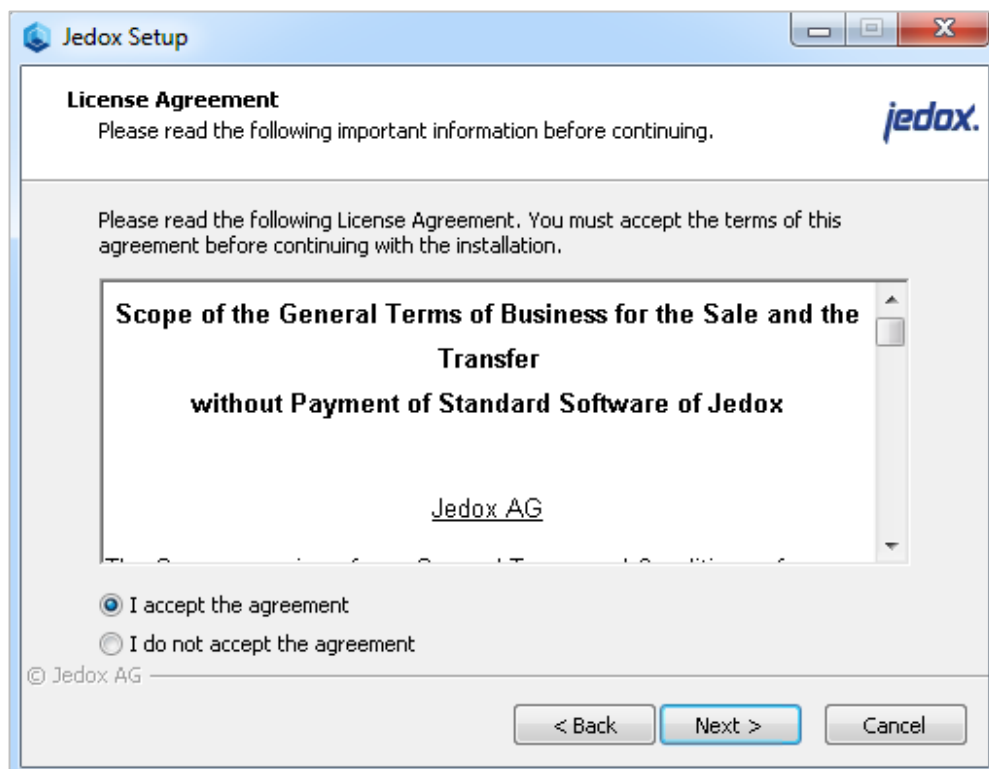 Jedox Setup
License Agreement
Please read the following important information before continuing.
jedox.
Please read the following License Agreement. You must accept the terms of this
agreement before continuing with the installation.
Scope of the General Terms of Business for the Sale and the
Transfer
without Payment of Standard Software of Jedox
Jedox AG
I accept the agreement
I do not accept the agreement
© Jedox AG
< Back
Next >
Cancel